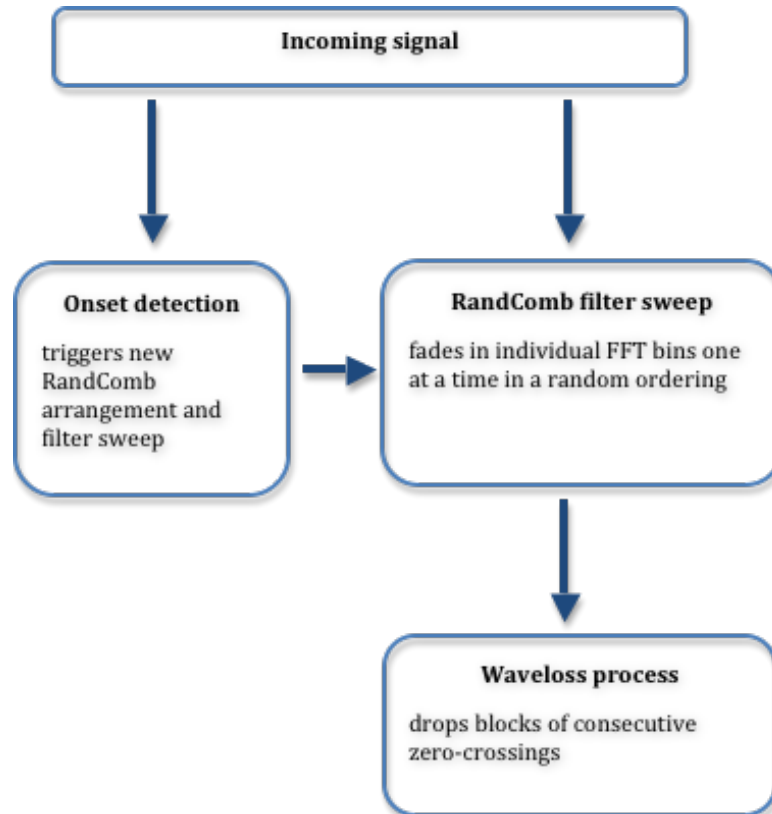 Incoming signal
Onset detection
triggers new
RandComb
arrangement and
filter sweep
RandComb filter sweep
fades in individual FFT bins one
at a time in a random ordering
Waveloss process
drops blocks of consecutive
zero-crossings